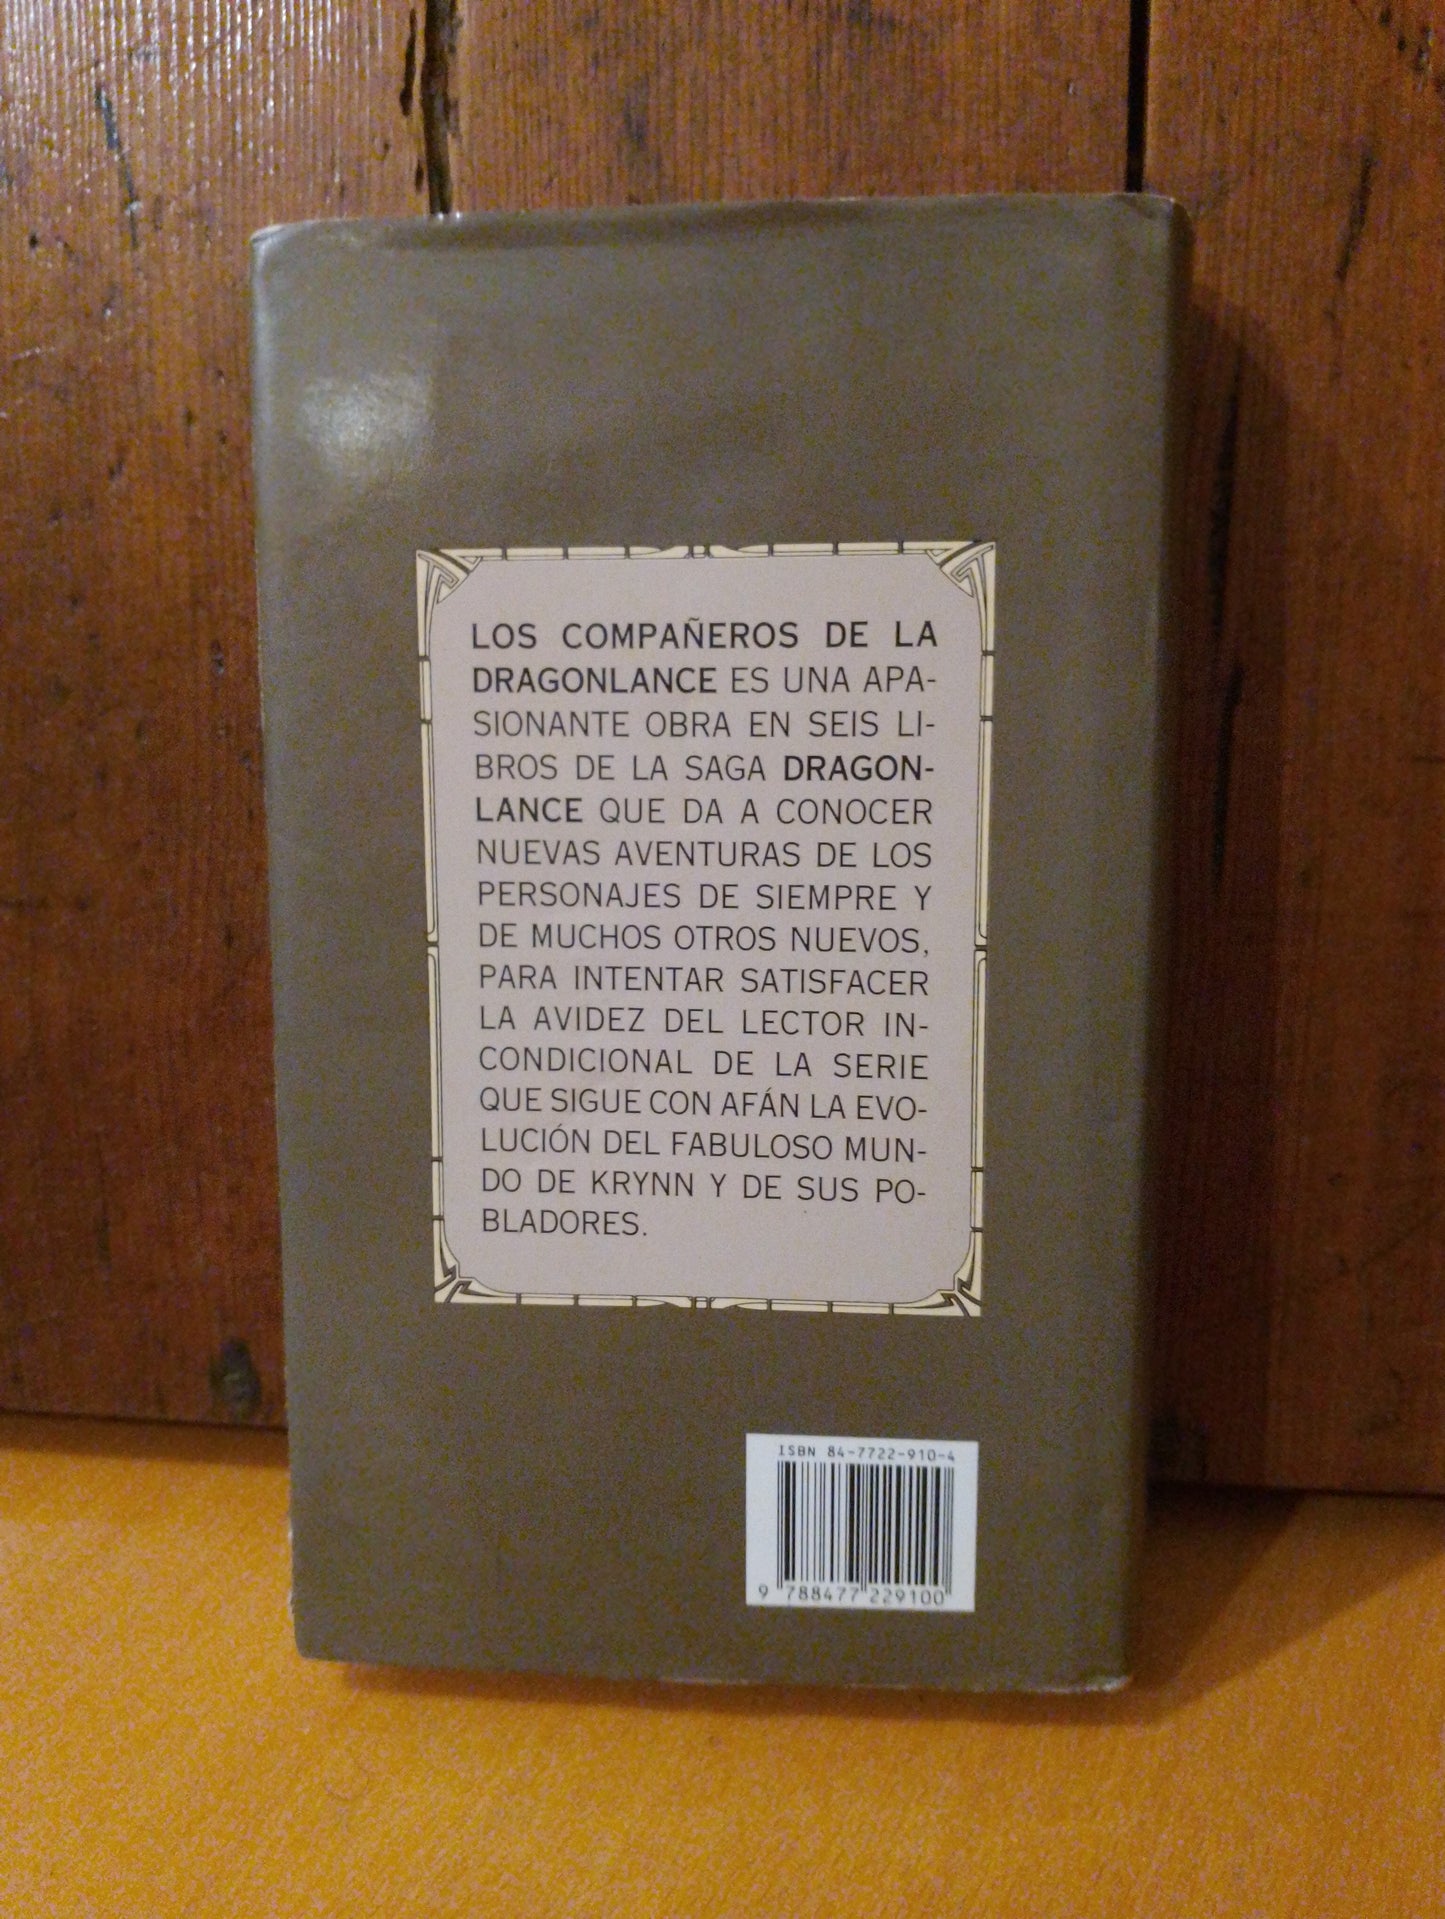 LOS COMPAÑEROS DE LA
DRAGONLANCE ES UNA APA-
SIONANTE OBRA EN SEIS LI-
BROS DE LA SAGA DRAGON-
LANCE QUE DA A CONOCER
NUEVAS AVENTURAS DE LOS
PERSONAJES DE SIEMPRE Y
DE MUCHOS OTROS NUEVOS,
PARA INTENTAR SATISFACER
LA AVIDEZ DEL LECTOR IN-
CONDICIONAL DE LA SERIE
QUE SIGUE CON AFÁN LA EVO-
LUCIÓN DEL FABULOSO MUN-
DO DE KRYNN Y DE SUS PO-
BLADORES.
ISBN 84-7722-910-4
9 788477 229100